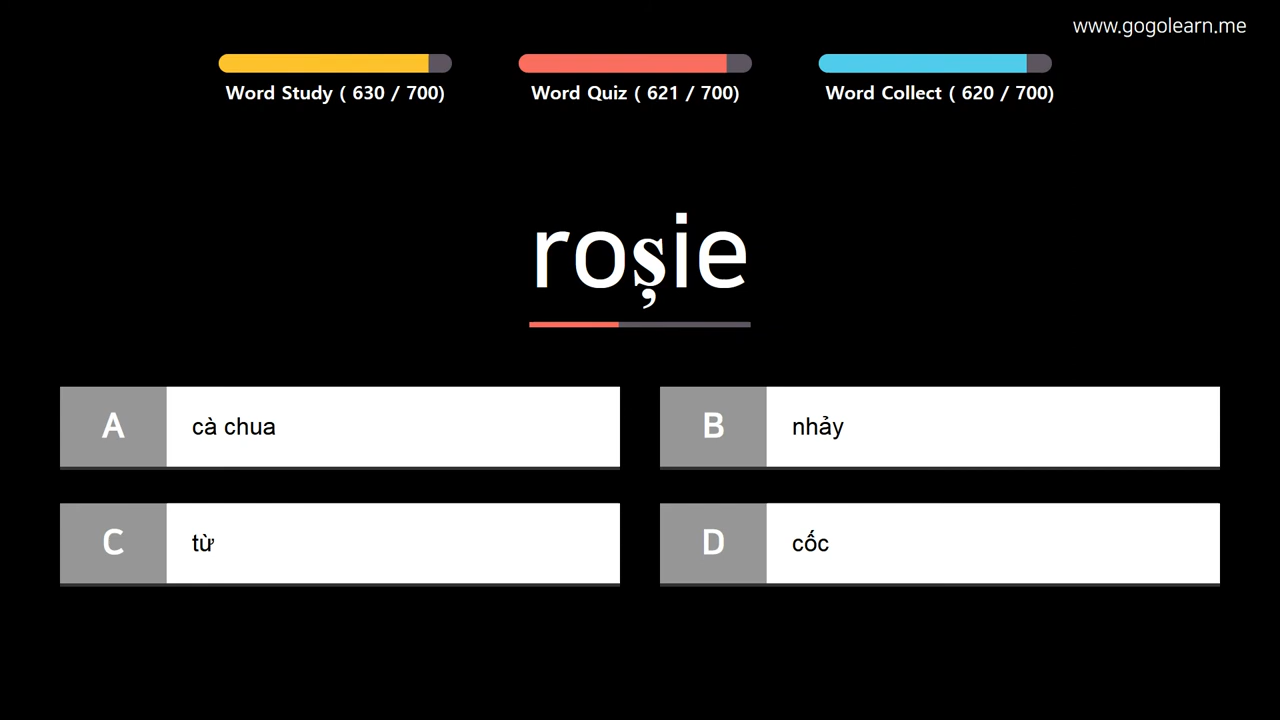 www.gogolearn.me
Word Study ( 630 / 700)
Word Quiz ( 621 / 700)
Word Collect ( 620 / 700)
roșie
A cà chua
B nhảy
C từ
D cốc